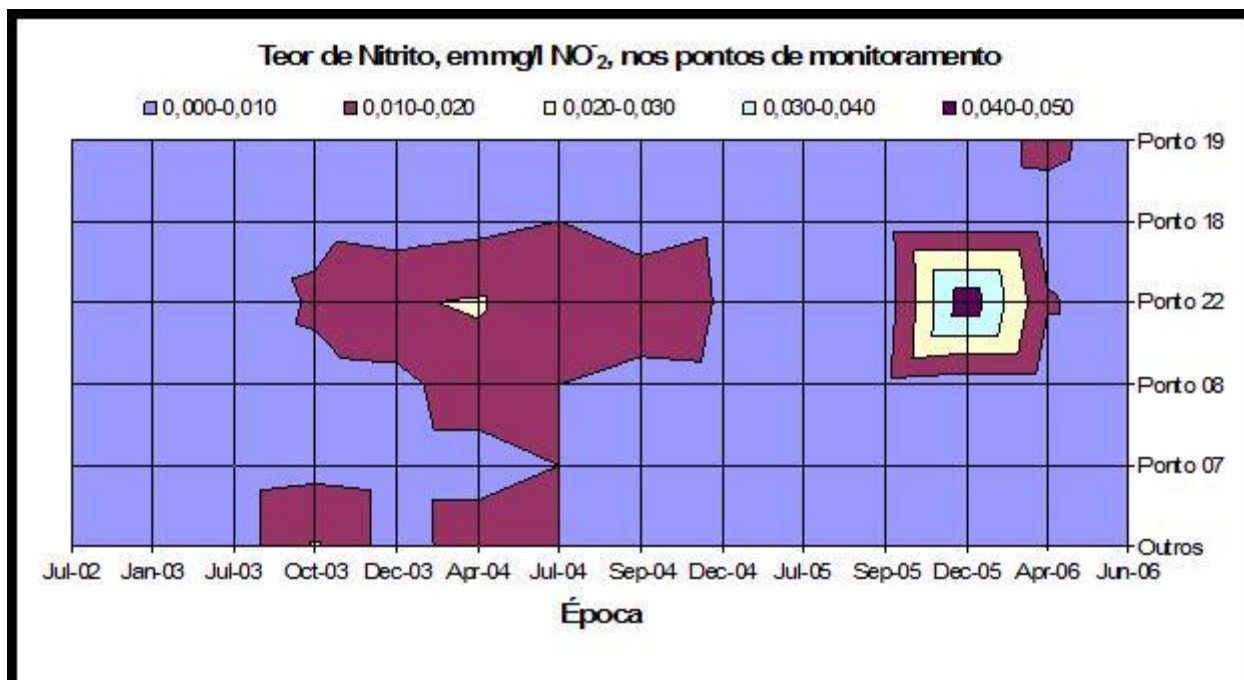 Teor de Nitrito, em mg/l NO⁻₂, nos pontos de monitoramento
0,000-0,010 0,010-0,020 0,020-0,030 0,030-0,040 0,040-0,050
Ponto 19
Ponto 18
Ponto 22
Ponto 08
Ponto 07
Outros
Jul-02 Jan-03 Jul-03 Oct-03 Dec-03 Apr-04 Jul-04 Sep-04 Dec-04 Jul-05 Sep-05 Dec-05 Apr-06 Jun-06
Época